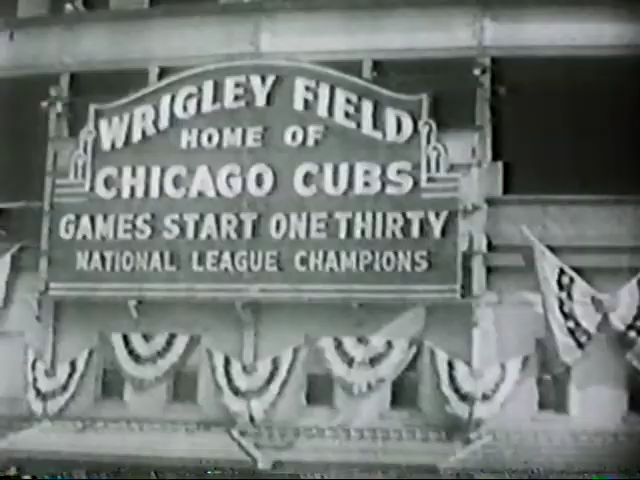 WRIGLEY FIELD
HOME OF
CHICAGO CUBS
GAMES START ONE THIRTY
NATIONAL LEAGUE CHAMPIONS